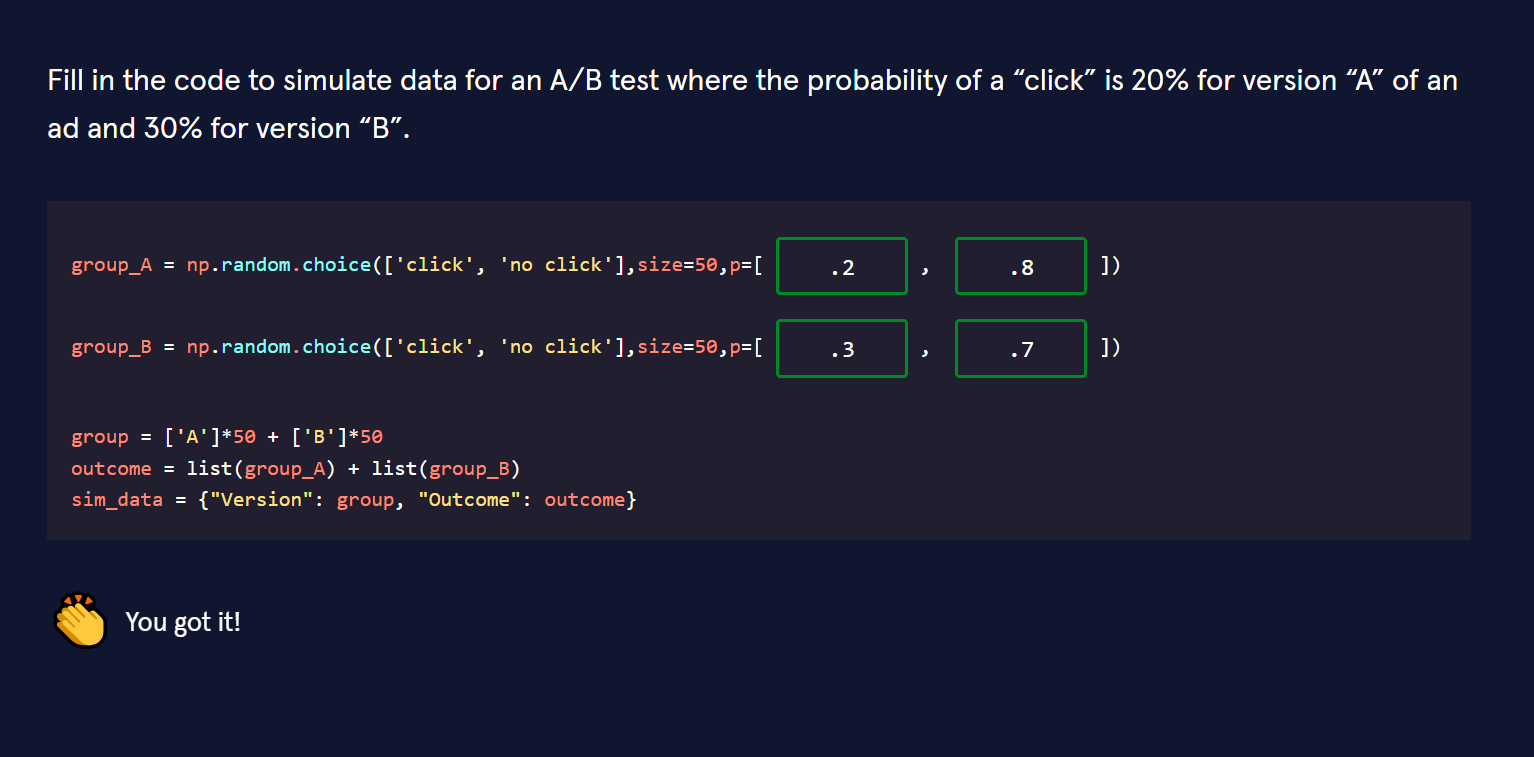 Fill in the code to simulate data for an A/B test where the probability of a “click” is 20% for version “A” of an
ad and 30% for version “B”.
group_A = np.random.choice(['click', 'no click'],size=50,p=[ .2 , .8 ])
group_B = np.random.choice(['click', 'no click'],size=50,p=[ .3 , .7 ])
group = ['A']*50 + ['B']*50
outcome = list(group_A) + list(group_B)
sim_data = {"Version": group, "Outcome": outcome}
You got it!